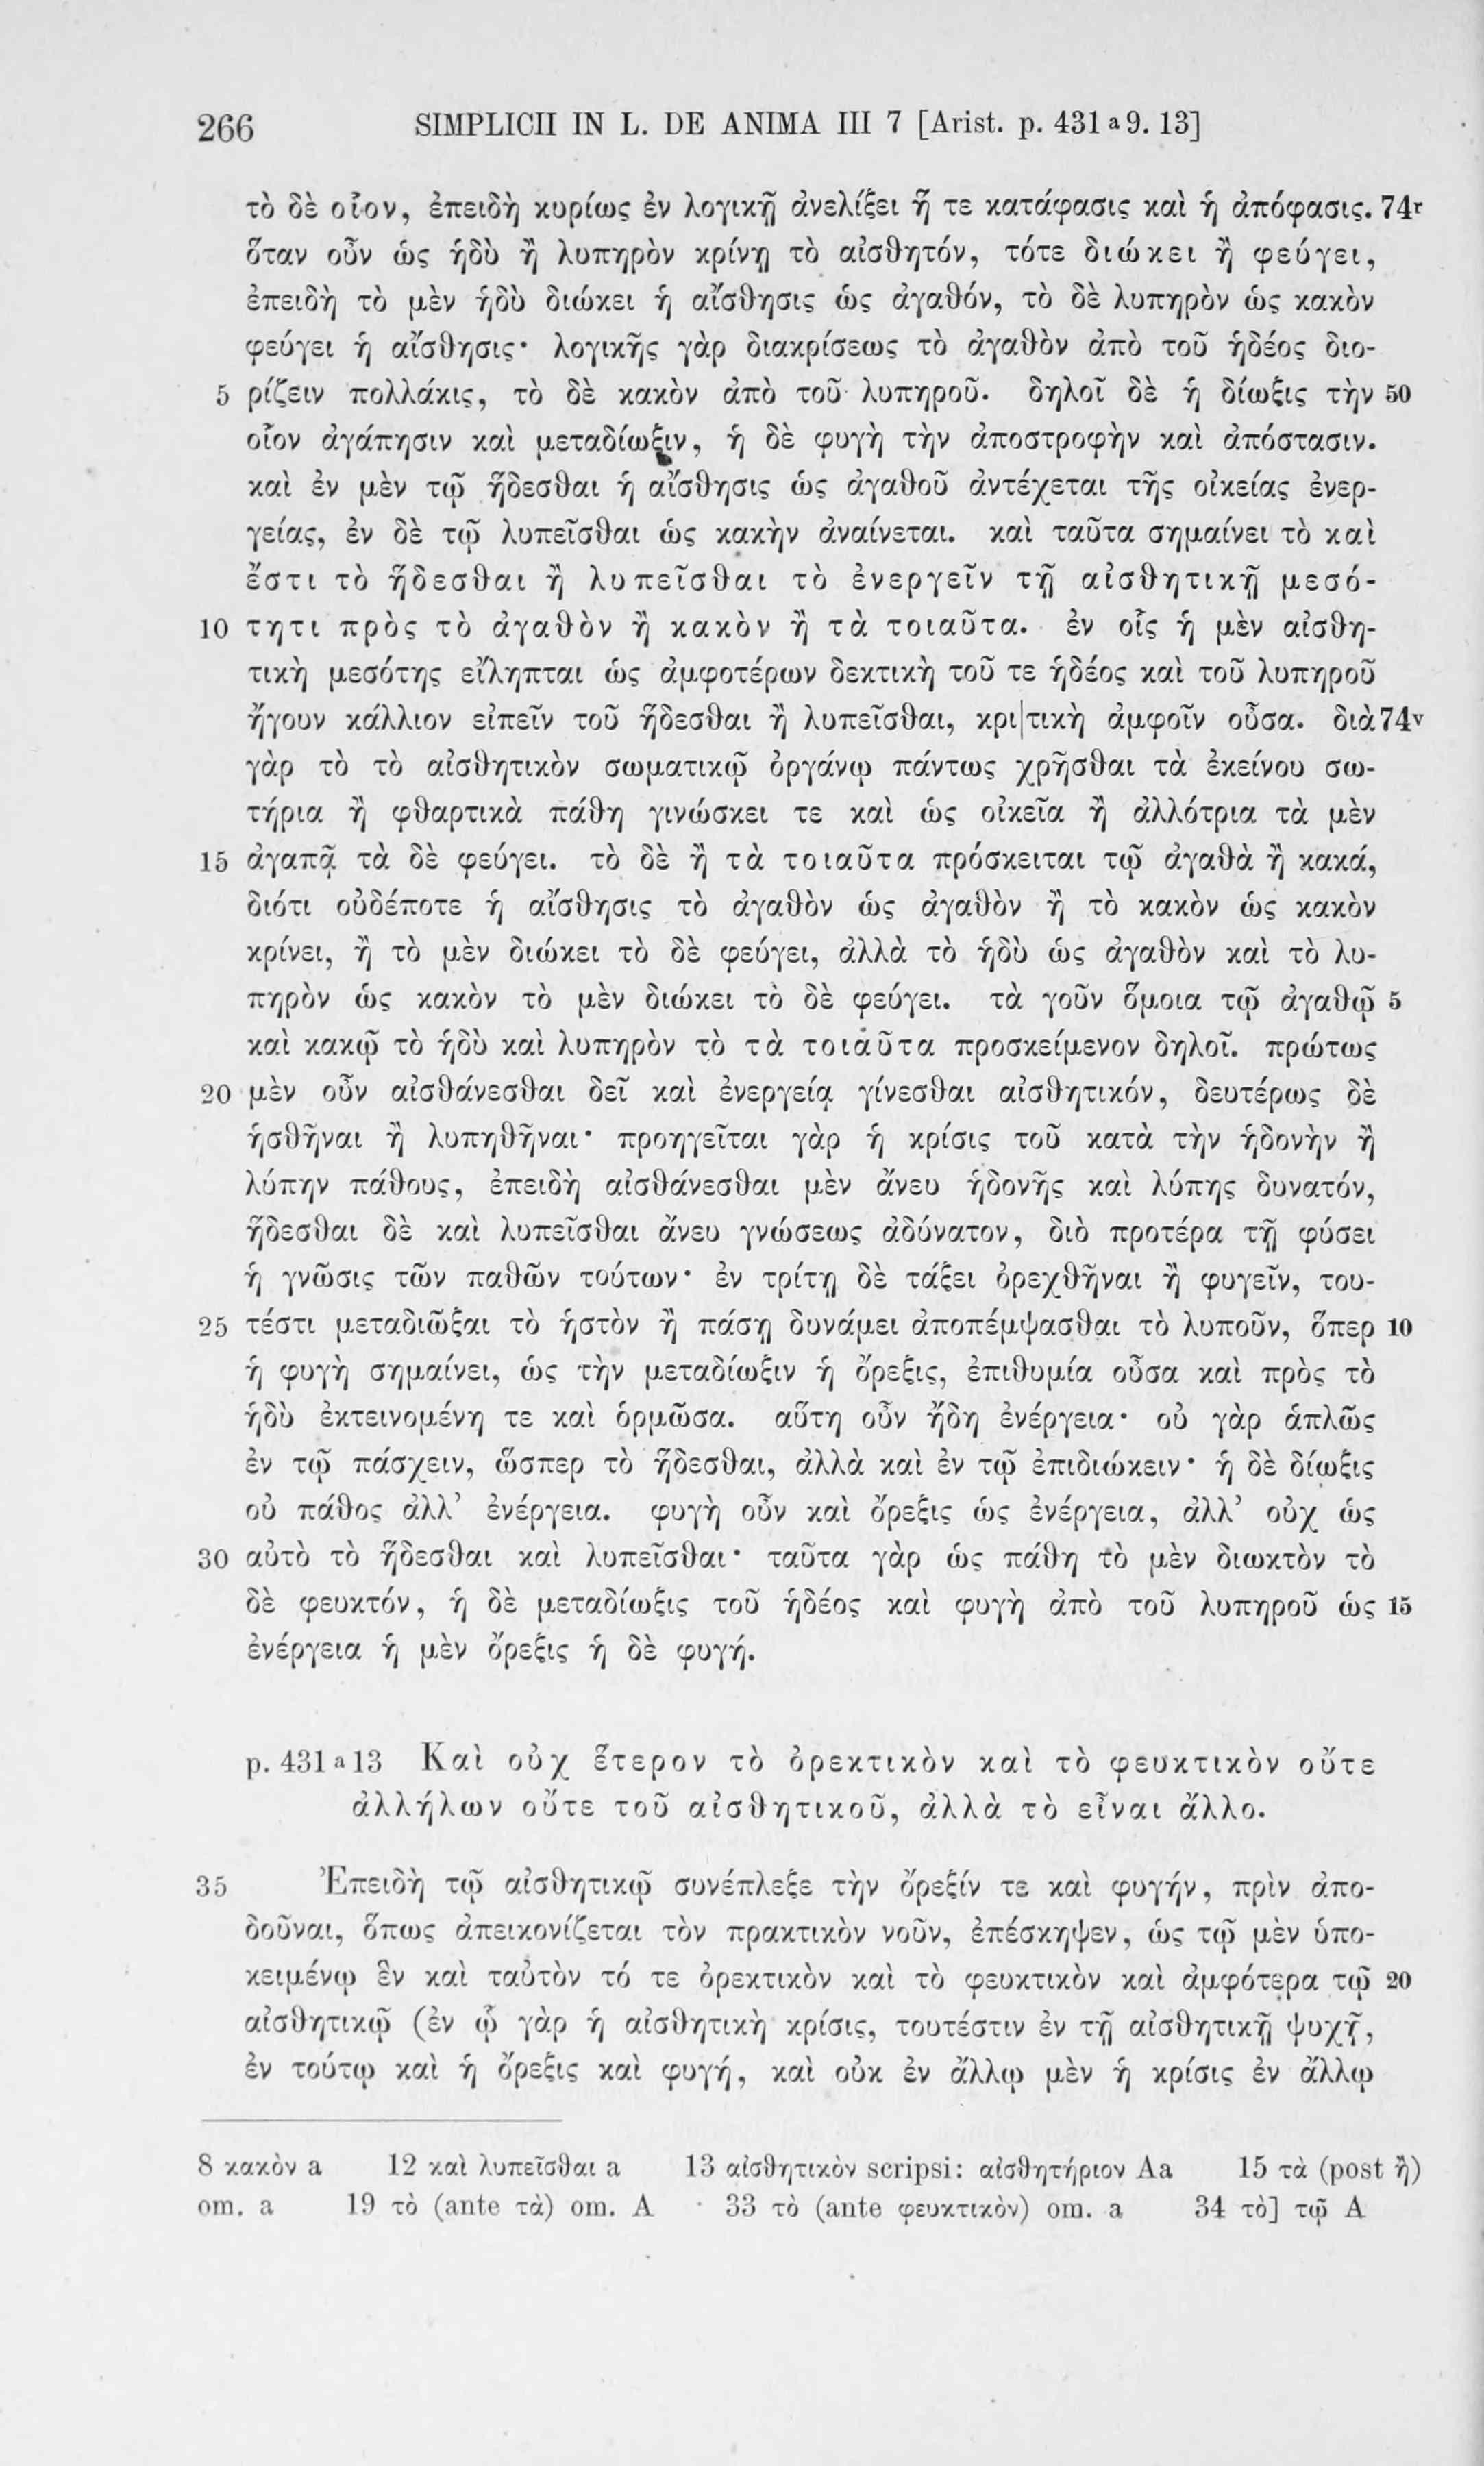 266 SIMPLICII IN L. DE ANIMA III 7 [Arist. p. 431 a 9. 13]
τὸ δὲ οἷον, ἐπειδὴ κυρίως ἐν λογικῇ ἀνελίξει ἥ τε κατάφασις καὶ ἡ ἀπόφασις. 74r
ὅταν οὖν ὡς ἡδὺ ἢ λυπηρὸν κρίνῃ τὸ αἰσθητόν, τότε διώκει ἢ φεύγει,
ἐπειδὴ τὸ μὲν ἡδὺ διώκει ἡ αἴσθησις ὡς ἀγαθόν, τὸ δὲ λυπηρὸν ὡς κακὸν
φεύγει ἡ αἴσθησις· λογικῆς γὰρ διακρίσεως τὸ ἀγαθὸν ἀπὸ τοῦ ἡδέος διο-
5 ρίζειν πολλάκις, τὸ δὲ κακὸν ἀπὸ τοῦ λυπηροῦ. δηλοῖ δὲ ἡ δίωξις τὴν 50
οἷον ἀγάπησιν καὶ μεταδίωξιν, ἡ δὲ φυγὴ τὴν ἀποστροφὴν καὶ ἀπόστασιν.
καὶ ἐν μὲν τῷ ἥδεσθαι ἡ αἴσθησις ὡς ἀγαθοῦ ἀντέχεται τῆς οἰκείας ἐνερ-
γείας, ἐν δὲ τῷ λυπεῖσθαι ὡς κακὴν ἀναίνεται. καὶ ταῦτα σημαίνει τὸ καὶ
ἔστι τὸ ἥδεσθαι ἢ λυπεῖσθαι τὸ ἐνεργεῖν τῇ αἰσθητικῇ μεσό-
10 τητι πρὸς τὸ ἀγαθὸν ἢ κακὸν ἢ τὰ τοιαῦτα. ἐν οἷς ἡ μὲν αἰσθη-
τικὴ μεσότης εἴληπται ὡς ἀμφοτέρων δεκτικὴ τοῦ τε ἡδέος καὶ τοῦ λυπηροῦ
ἤγουν κάλλιον εἰπεῖν τοῦ ἥδεσθαι ἢ λυπεῖσθαι, κρι|τικὴ ἀμφοῖν οὖσα. διὰ 74v
γὰρ τὸ τὸ αἰσθητικὸν σωματικῷ ὀργάνῳ πάντως χρῆσθαι τὰ ἐκείνου σω-
τήρια ἢ φθαρτικὰ πάθη γινώσκει τε καὶ ὡς οἰκεῖα ἢ ἀλλότρια τὰ μὲν
15 ἀγαπᾷ τὰ δὲ φεύγει. τὸ δὲ ἢ τὰ τοιαῦτα πρόσκειται τῷ ἀγαθὰ ἢ κακά,
διότι οὐδέποτε ἡ αἴσθησις τὸ ἀγαθὸν ὡς ἀγαθὸν ἢ τὸ κακὸν ὡς κακὸν
κρίνει, ἢ τὸ μὲν διώκει τὸ δὲ φεύγει, ἀλλὰ τὸ ἡδὺ ὡς ἀγαθὸν καὶ τὸ λυ-
πηρὸν ὡς κακὸν τὸ μὲν διώκει τὸ δὲ φεύγει. τὰ γοῦν ὅμοια τῷ ἀγαθῷ 5
καὶ κακῷ τὸ ἡδὺ καὶ λυπηρὸν τὸ τὰ τοιαῦτα προσκείμενον δηλοῖ. πρώτως
20 μὲν οὖν αἰσθάνεσθαι δεῖ καὶ ἐνεργείᾳ γίνεσθαι αἰσθητικόν, δευτέρως δὲ
ἡσθῆναι ἢ λυπηθῆναι· προηγεῖται γὰρ ἡ κρίσις τοῦ κατὰ τὴν ἡδονὴν ἢ
λύπην πάθους, ἐπειδὴ αἰσθάνεσθαι μὲν ἄνευ ἡδονῆς καὶ λύπης δυνατόν,
ἥδεσθαι δὲ καὶ λυπεῖσθαι ἄνευ γνώσεως ἀδύνατον, διὸ προτέρα τῇ φύσει
ἡ γνῶσις τῶν παθῶν τούτων· ἐν τρίτῃ δὲ τάξει ὀρεχθῆναι ἢ φυγεῖν, του-
25 τέστι μεταδιῶξαι τὸ ἡστὸν ἢ πάσῃ δυνάμει ἀποπέμψασθαι τὸ λυποῦν, ὅπερ 10
ἡ φυγὴ σημαίνει, ὡς τὴν μεταδίωξιν ἡ ὄρεξις, ἐπιθυμία οὖσα καὶ πρὸς τὸ
ἡδὺ ἐκτεινομένη τε καὶ ὁρμῶσα. αὕτη οὖν ἤδη ἐνέργεια· οὐ γὰρ ἁπλῶς
ἐν τῷ πάσχειν, ὥσπερ τὸ ἥδεσθαι, ἀλλὰ καὶ ἐν τῷ ἐπιδιώκειν· ἡ δὲ δίωξις
οὐ πάθος ἀλλ’ ἐνέργεια. φυγὴ οὖν καὶ ὄρεξις ὡς ἐνέργεια, ἀλλ’ οὐχ ὡς
30 αὐτὸ τὸ ἥδεσθαι καὶ λυπεῖσθαι· ταῦτα γὰρ ὡς πάθη τὸ μὲν διωκτὸν τὸ
δὲ φευκτόν, ἡ δὲ μεταδίωξις τοῦ ἡδέος καὶ φυγὴ ἀπὸ τοῦ λυπηροῦ ὡς 15
ἐνέργεια ἡ μὲν ὄρεξις ἡ δὲ φυγή.
p. 431 a 13 Καὶ οὐχ ἕτερον τὸ ὀρεκτικὸν καὶ τὸ φευκτικὸν οὔτε
ἀλλήλων οὔτε τοῦ αἰσθητικοῦ, ἀλλὰ τὸ εἶναι ἄλλο.
35 Ἐπειδὴ τῷ αἰσθητικῷ συνέπλεξε τὴν ὄρεξίν τε καὶ φυγήν, πρὶν ἀπο-
δοῦναι, ὅπως ἀπεικονίζεται τὸν πρακτικὸν νοῦν, ἐπέσκηψεν, ὡς τῷ μὲν ὑπο-
κειμένῳ ἓν καὶ ταὐτὸν τό τε ὀρεκτικὸν καὶ τὸ φευκτικὸν καὶ ἀμφότερα τῷ 20
αἰσθητικῷ (ἐν ᾧ γὰρ ἡ αἰσθητικὴ κρίσις, τουτέστιν ἐν τῇ αἰσθητικῇ ψυχῇ,
ἐν τούτῳ καὶ ἡ ὄρεξις καὶ φυγή, καὶ οὐκ ἐν ἄλλῳ μὲν ἡ κρίσις ἐν ἄλλῳ
8 κακὸν a 12 καὶ λυπεῖσθαι a 13 αἰσθητικὸν scripsi: αἰσθητήριον Aa 15 τὰ (post ἢ)
om. a 19 τὸ (ante τὰ) om. A 33 τὸ (ante φευκτικὸν) om. a 34 τὸ] τῷ A